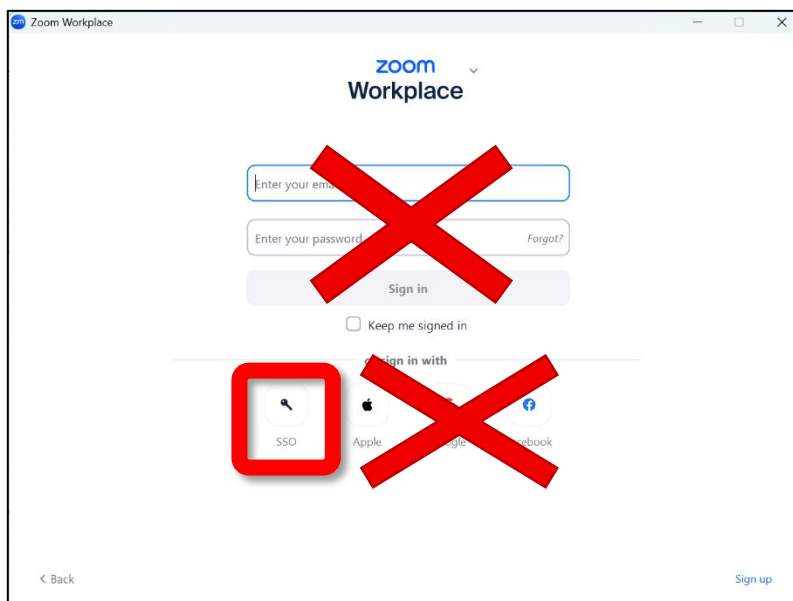 zm Zoom Workplace
zoom
Workplace
Enter your
Enter your password
Forgot?
Sign in
Keep me signed in
sign in with
SSO
Apple
Back
Sign up